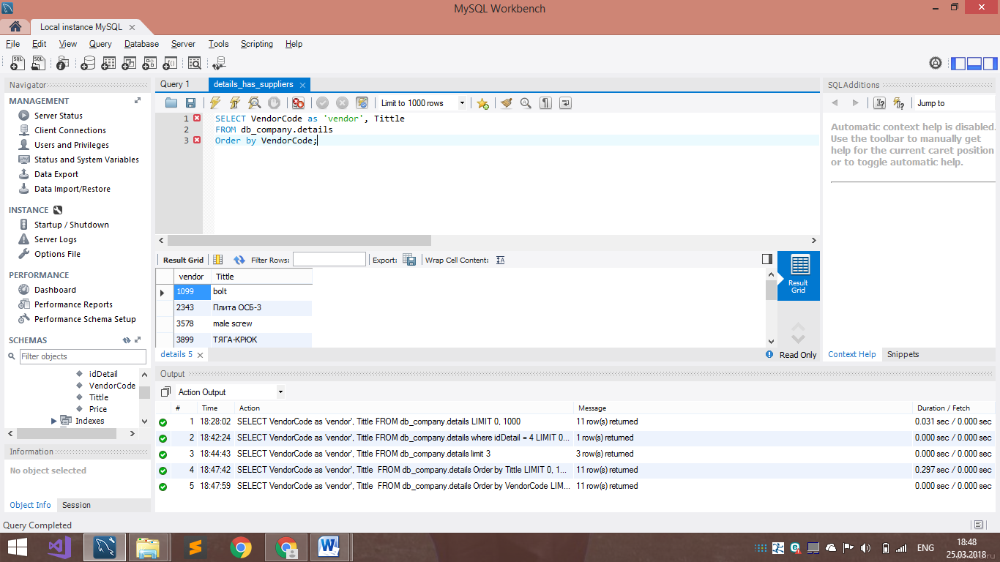 MySQL Workbench
Local instance MySQL
File Edit View Query Database Server Tools Scripting Help
Navigator
MANAGEMENT
Server Status
Client Connections
Users and Privileges
Status and System Variables
Data Export
Data Import/Restore
INSTANCE
Startup / Shutdown
Server Logs
Options File
PERFORMANCE
Dashboard
Performance Reports
Performance Schema Setup
SCHEMAS
Filter objects
idDetail
VendorCode
Tittle
Price
Indexes
Information
No object selected
Object Info Session
Query Completed
Query 1 details_has_suppliers
Limit to 1000 rows
1 SELECT VendorCode as 'vendor', Tittle
2 FROM db_company.details
3 Order by VendorCode;
Result Grid Filter Rows: Export: Wrap Cell Content:
vendor Tittle
1099 bolt
2343 Плита ОСБ-3
3578 male screw
3899 ТЯГА-КРЮК
Result Grid
details 5 Read Only
SQLAdditions
Jump to
Automatic context help is disabled.
Use the toolbar to manually get
help for the current caret position
or to toggle automatic help.
Context Help Snippets
Output
Action Output
# Time Action Message Duration / Fetch
1 18:28:02 SELECT VendorCode as 'vendor', Tittle FROM db_company.details LIMIT 0, 1000 11 row(s) returned 0.031 sec / 0.000 sec
2 18:42:24 SELECT VendorCode as 'vendor', Tittle FROM db_company.details where idDetail = 4 LIMIT 0... 1 row(s) returned 0.000 sec / 0.000 sec
3 18:44:43 SELECT VendorCode as 'vendor', Tittle FROM db_company.details limit 3 3 row(s) returned 0.000 sec / 0.000 sec
4 18:47:42 SELECT VendorCode as 'vendor', Tittle FROM db_company.details Order by Tittle LIMIT 0, 1... 11 row(s) returned 0.297 sec / 0.000 sec
5 18:47:59 SELECT VendorCode as 'vendor', Tittle FROM db_company.details Order by VendorCode LIM... 11 row(s) returned 0.000 sec / 0.000 sec
ENG
18:48
25.03.2018